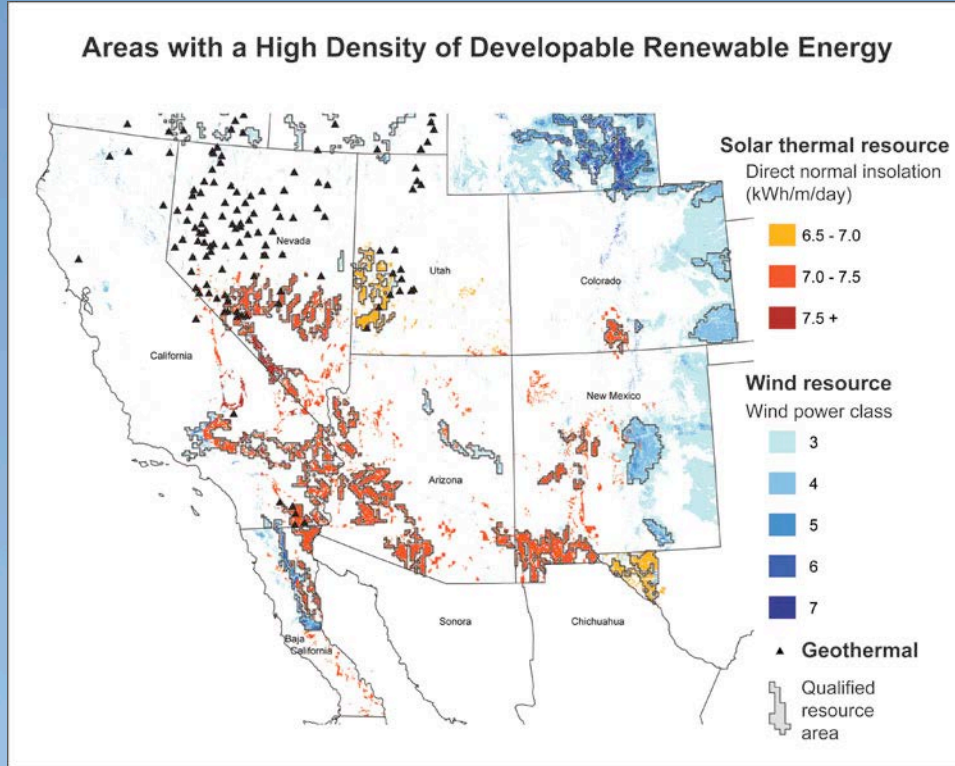 Areas with a High Density of Developable Renewable Energy
Solar thermal resource
Direct normal insolation
(kWh/m/day)
6.5 - 7.0
7.0 - 7.5
7.5 +
Wind resource
Wind power class
3
4
5
6
7
Geothermal
Qualified
resource
area
Nevada
Utah
Colorado
California
New Mexico
Arizona
Sonora
Chichuahua
Baja
California